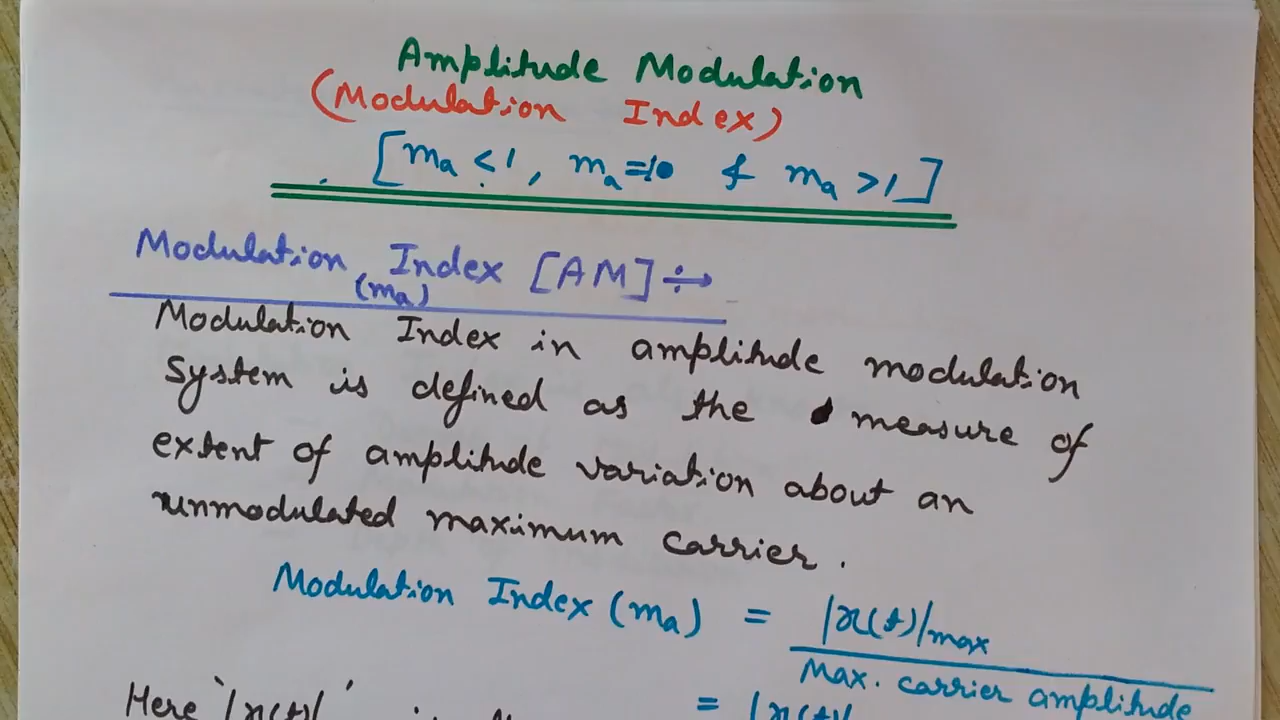 Amplitude Modulation
(Modulation Index)
[ma <1, ma = & ma >1]
Modulation Index [AM] ÷→
(ma)
Modulation Index in amplitude modulation
system is defined as the measure of
extent of amplitude variation about an
unmodulated maximum carrier.
Modulation Index (ma) = |x(t)|max
Max. carrier amplitude
Here '|x(t)|'
= |x(t)|